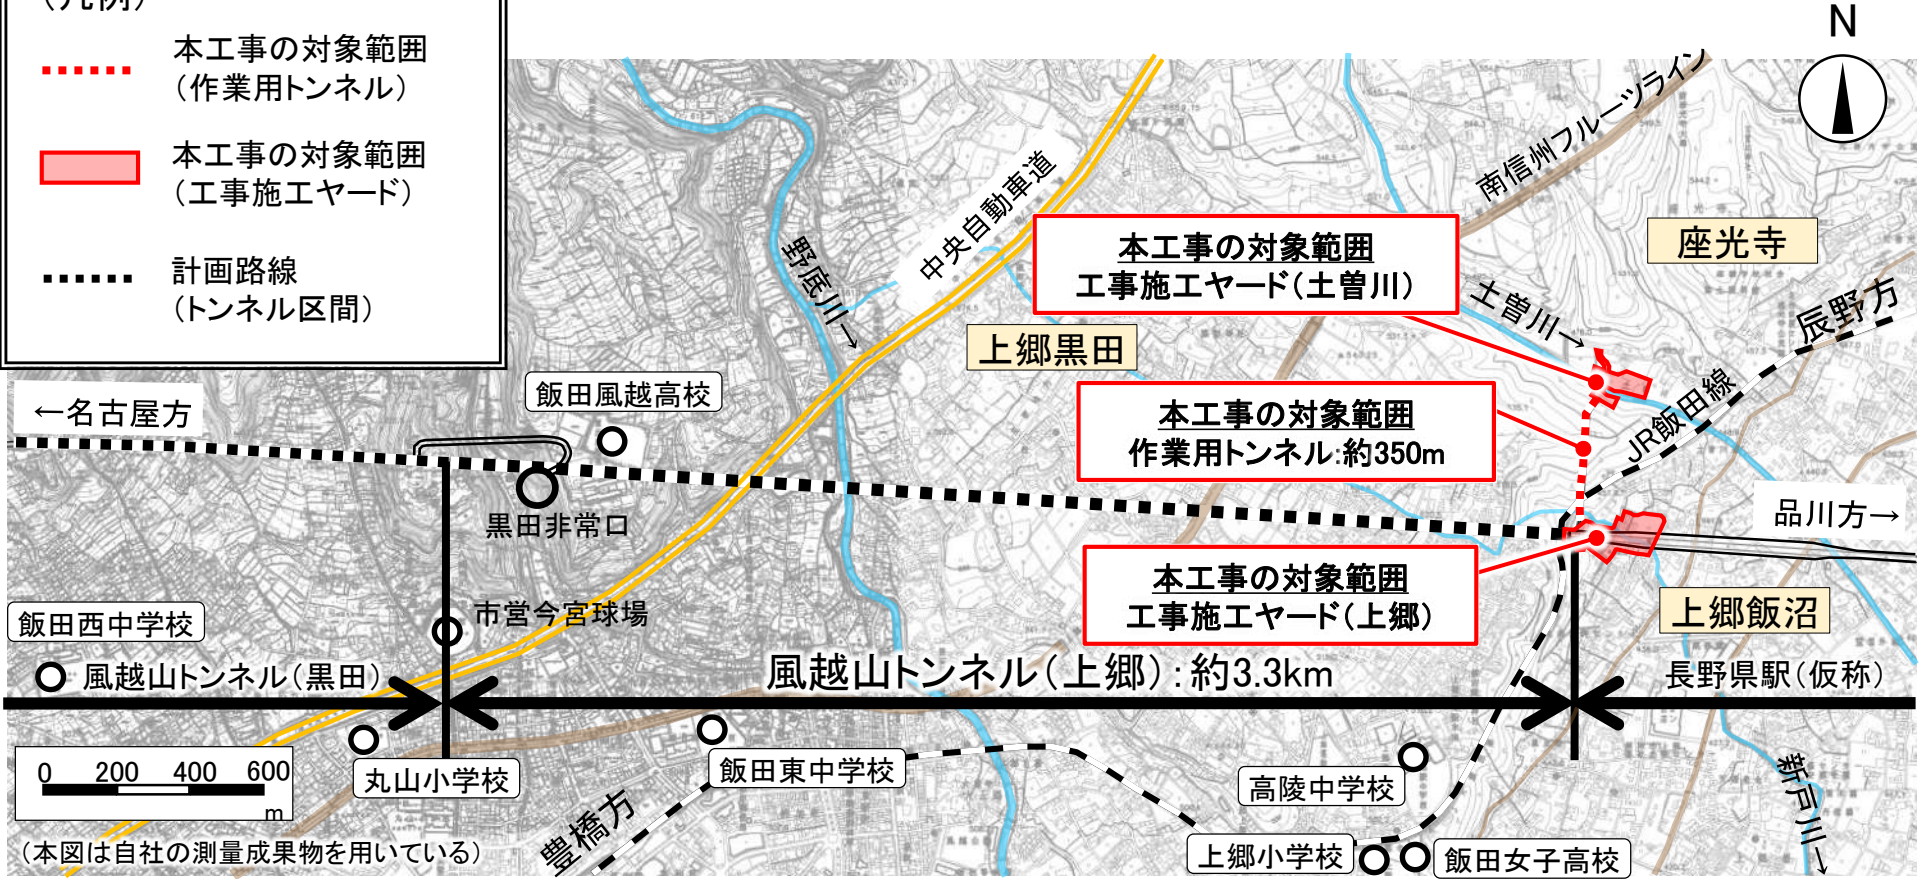 (凡例)
本工事の対象範囲
(作業用トンネル)
本工事の対象範囲
(工事施工ヤード)
計画路線
(トンネル区間)
N
南信州フルーツライン
中央自動車道
野底川→
本工事の対象範囲
工事施工ヤード(土曽川)
座光寺
土曽川→
辰野方
上郷黒田
飯田風越高校
←名古屋方
本工事の対象範囲
作業用トンネル:約350m
JR飯田線
黒田非常口
品川方→
本工事の対象範囲
工事施工ヤード(上郷)
市営今宮球場
飯田西中学校
上郷飯沼
風越山トンネル(黒田)
風越山トンネル(上郷):約3.3km
長野県駅(仮称)
0 200 400 600
m
丸山小学校
飯田東中学校
高陵中学校
新戸川→
豊橋方
上郷小学校
飯田女子高校
(本図は自社の測量成果物を用いている)